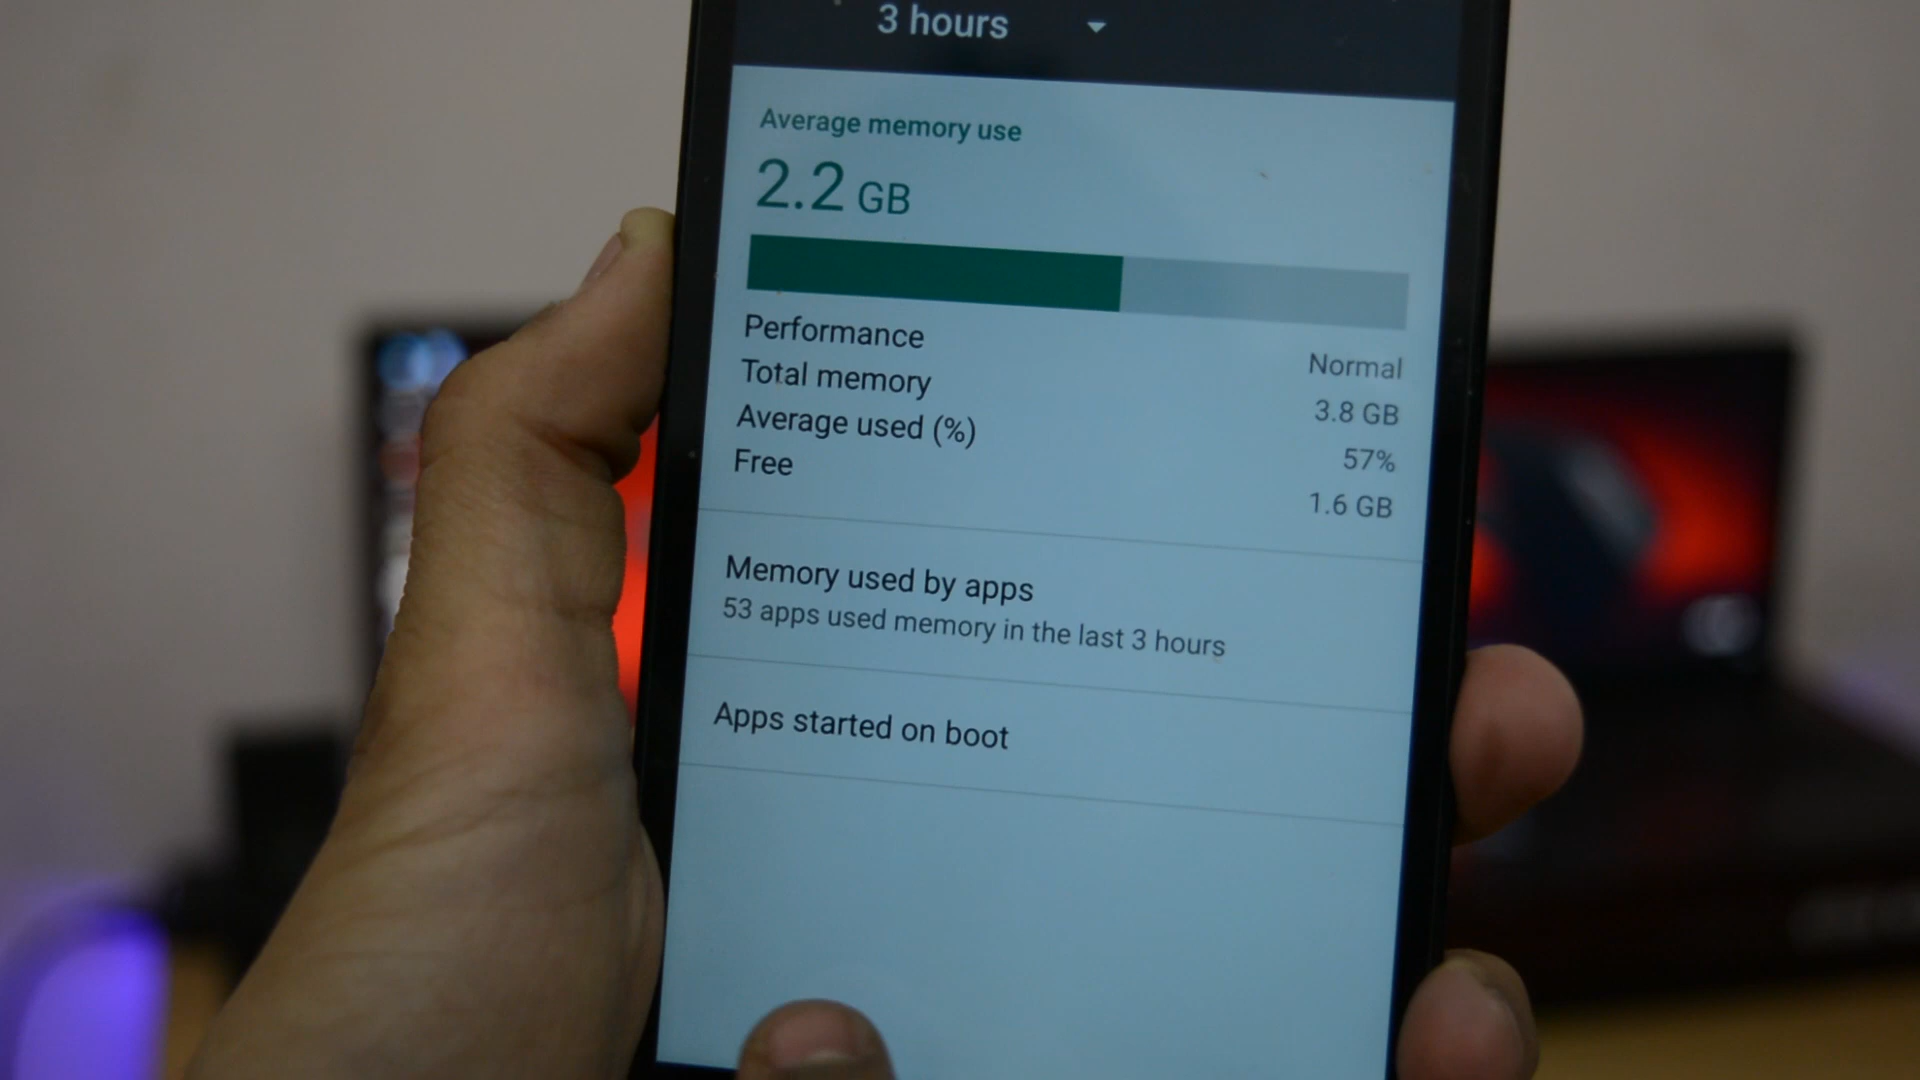 3 hours
Average memory use
2.2 GB
Performance Normal
Total memory 3.8 GB
Average used (%) 57%
Free 1.6 GB
Memory used by apps
53 apps used memory in the last 3 hours
Apps started on boot